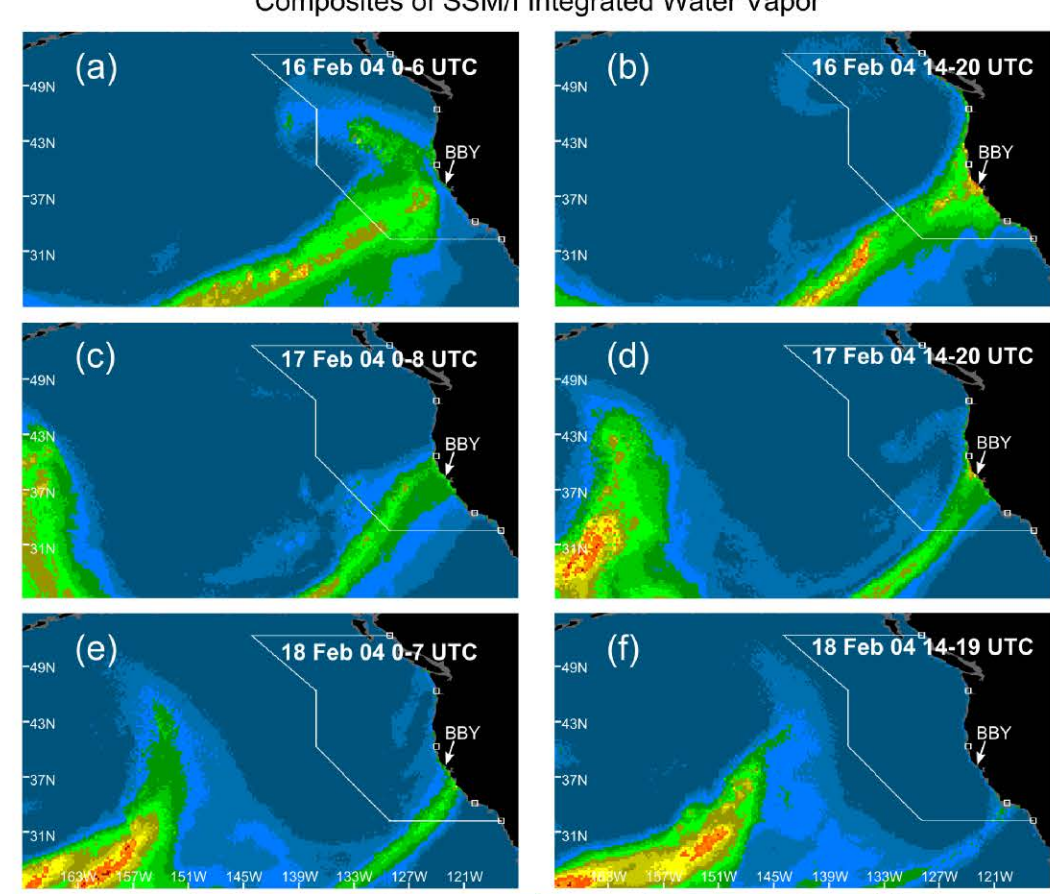 Composites of SSM/I Integrated Water Vapor
(a)
16 Feb 04 0-6 UTC
49N
43N
BBY
37N
31N
(b)
16 Feb 04 14-20 UTC
49N
43N
BBY
37N
31N
(c)
17 Feb 04 0-8 UTC
49N
43N
BBY
37N
31N
(d)
17 Feb 04 14-20 UTC
49N
43N
BBY
37N
31N
(e)
18 Feb 04 0-7 UTC
49N
43N
BBY
37N
31N
163W 157W 151W 145W 139W 133W 127W 121W
(f)
18 Feb 04 14-19 UTC
49N
43N
BBY
37N
31N
163W 157W 151W 145W 139W 133W 127W 121W